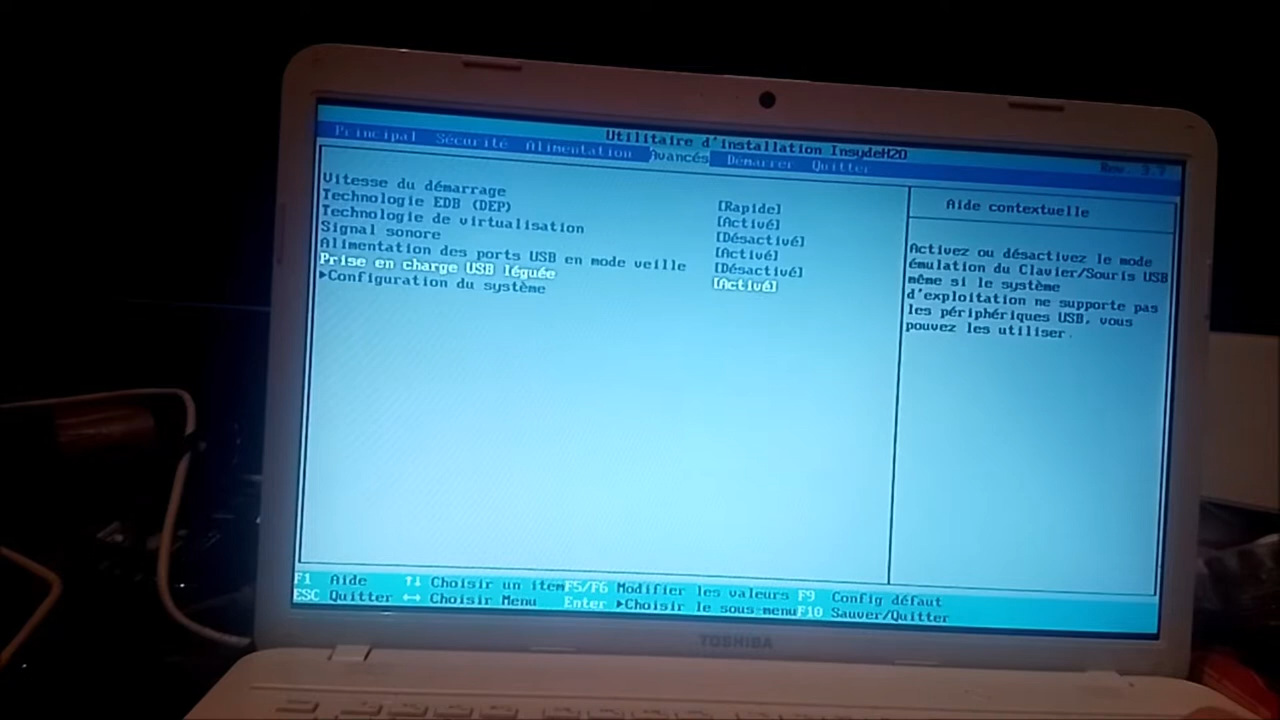 Utilitaire d'installation InsydeH2O
Principal Sécurité Alimentation Avancés Démarrer Quitter Rev. 3.7
Vitesse du démarrage [Rapide]
Technologie EDB (DEP) [Activé]
Technologie de virtualisation [Désactivé]
Signal sonore [Activé]
Alimentation des ports USB en mode veille [Désactivé]
Prise en charge USB léguée [Activé]
▶Configuration du système
Aide contextuelle
Activez ou désactivez le mode
émulation du Clavier/Souris USB
même si le système
d'exploitation ne supporte pas
les périphériques USB, vous
pouvez les utiliser.
F1 Aide ↑↓ Choisir un item F5/F6 Modifier les valeurs F9 Config défaut
ESC Quitter ↔ Choisir Menu Enter ▶Choisir le sous-menu F10 Sauver/Quitter
TOSHIBA